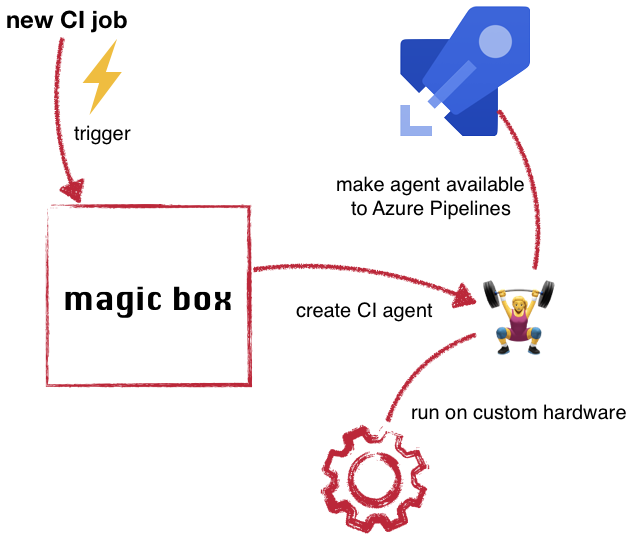 new CI job
trigger
make agent available
to Azure Pipelines
magic box
create CI agent
run on custom hardware